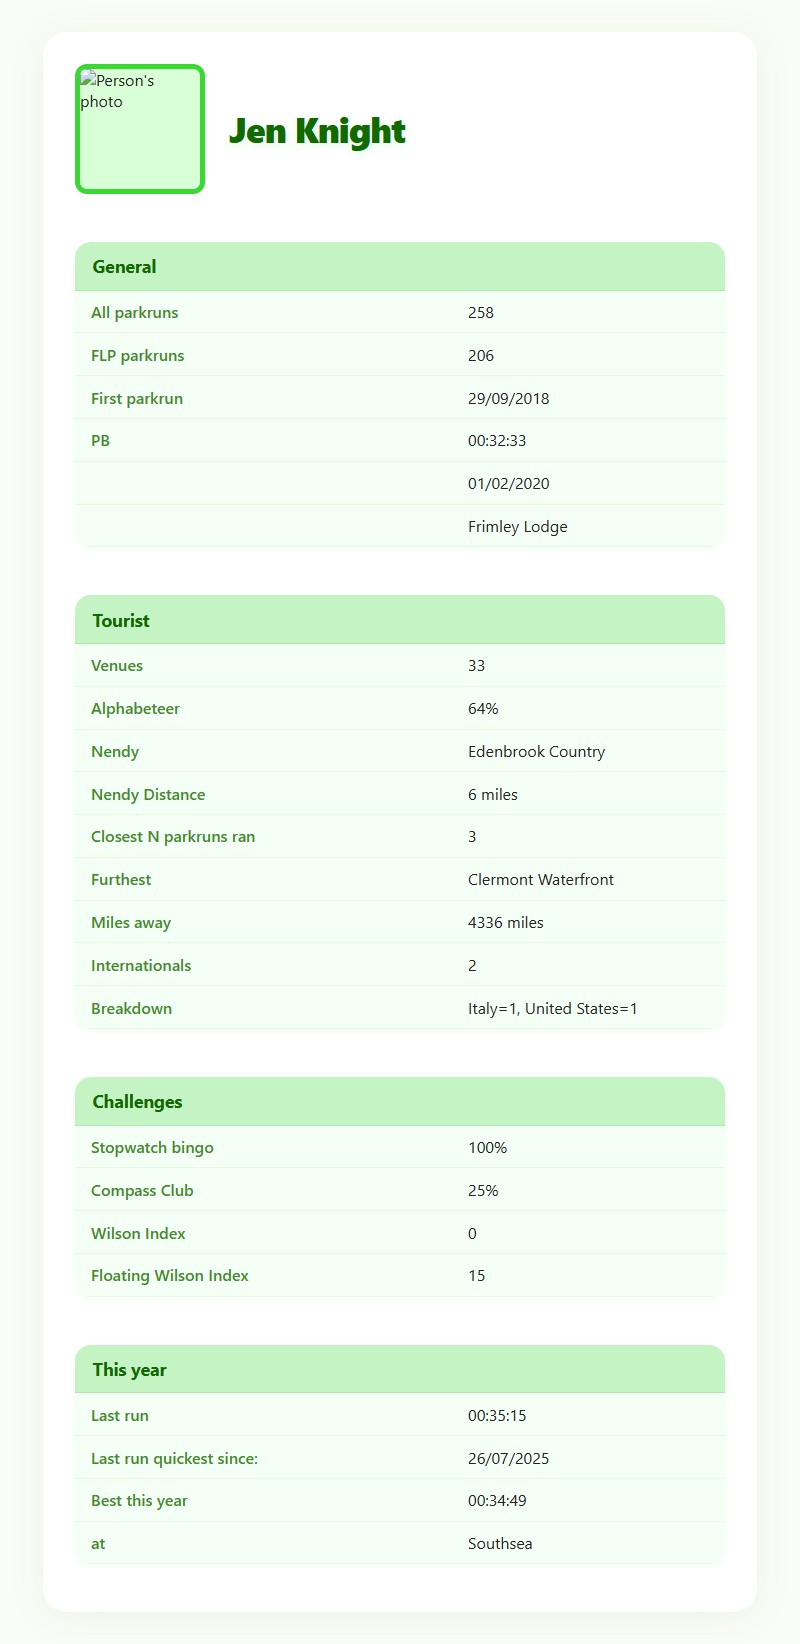 Person's
photo
Jen Knight
General
All parkruns 258
FLP parkruns 206
First parkrun 29/09/2018
PB 00:32:33
01/02/2020
Frimley Lodge
Tourist
Venues 33
Alphabeteer 64%
Nendy Edenbrook Country
Nendy Distance 6 miles
Closest N parkruns ran 3
Furthest Clermont Waterfront
Miles away 4336 miles
Internationals 2
Breakdown Italy=1, United States=1
Challenges
Stopwatch bingo 100%
Compass Club 25%
Wilson Index 0
Floating Wilson Index 15
This year
Last run 00:35:15
Last run quickest since: 26/07/2025
Best this year 00:34:49
at Southsea